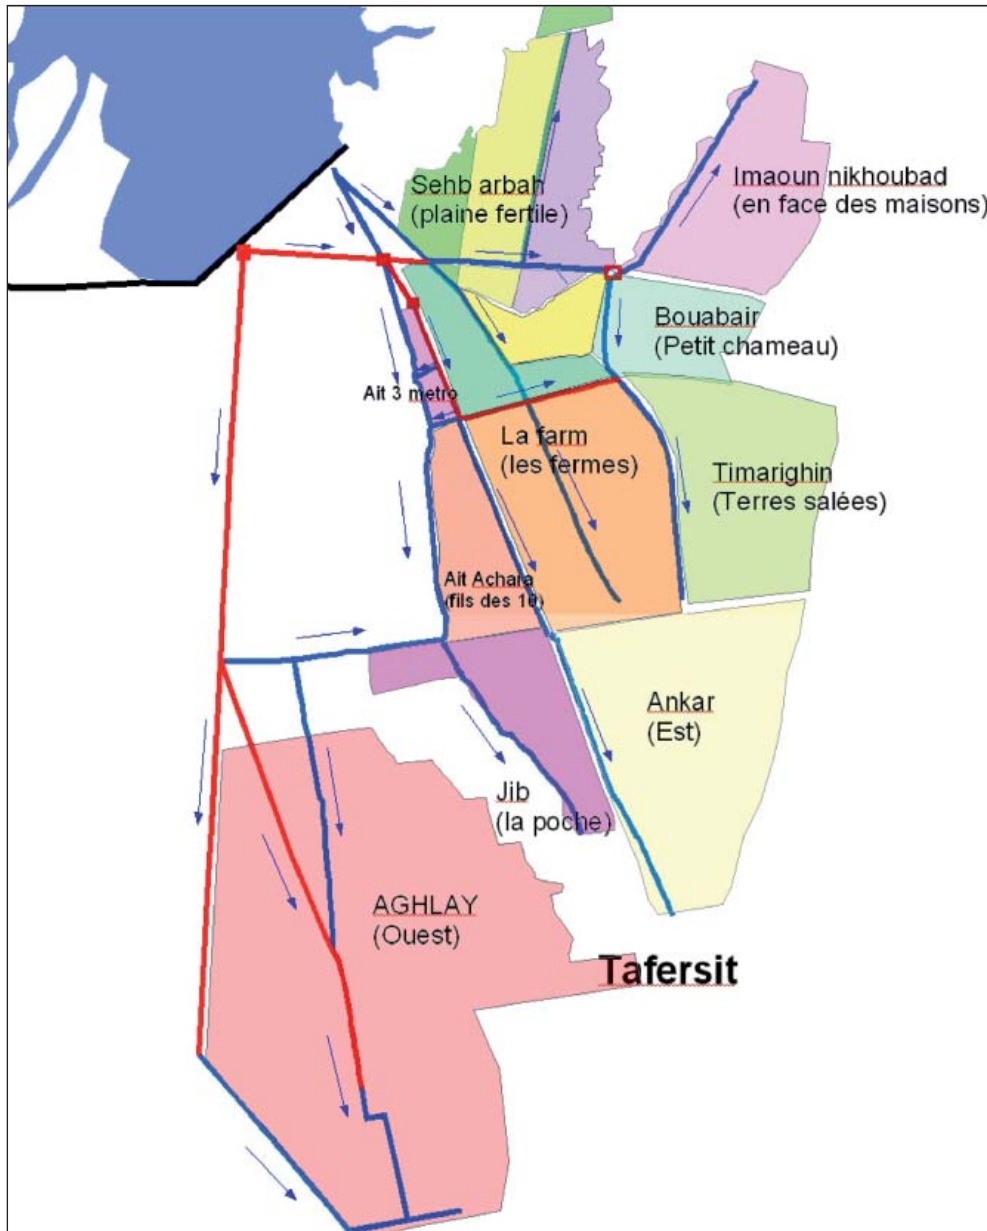 Sehb arbah
(plaine fertile)
Imaoun nikhoubad
(en face des maisons)
Bouabair
(Petit chameau)
Ait 3 metro
La farm
(les fermes)
Timarighin
(Terres salées)
Ait Achara
(fils des 10)
Ankar
(Est)
Jib
(la poche)
AGHLAY
(Ouest)
Tafersit